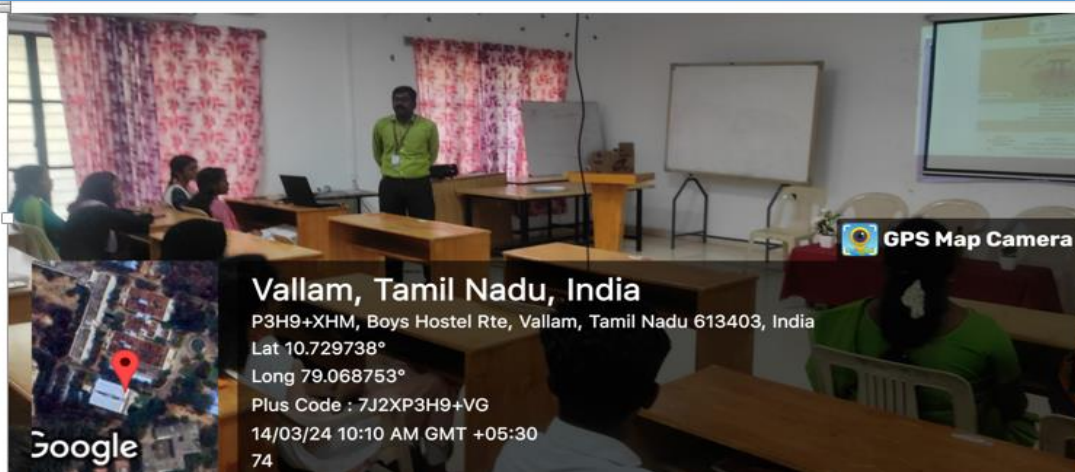 GPS Map Camera
Vallam, Tamil Nadu, India
P3H9+XHM, Boys Hostel Rte, Vallam, Tamil Nadu 613403, India
Lat 10.729738°
Long 79.068753°
Plus Code : 7J2XP3H9+VG
14/03/24 10:10 AM GMT +05:30
74
Google